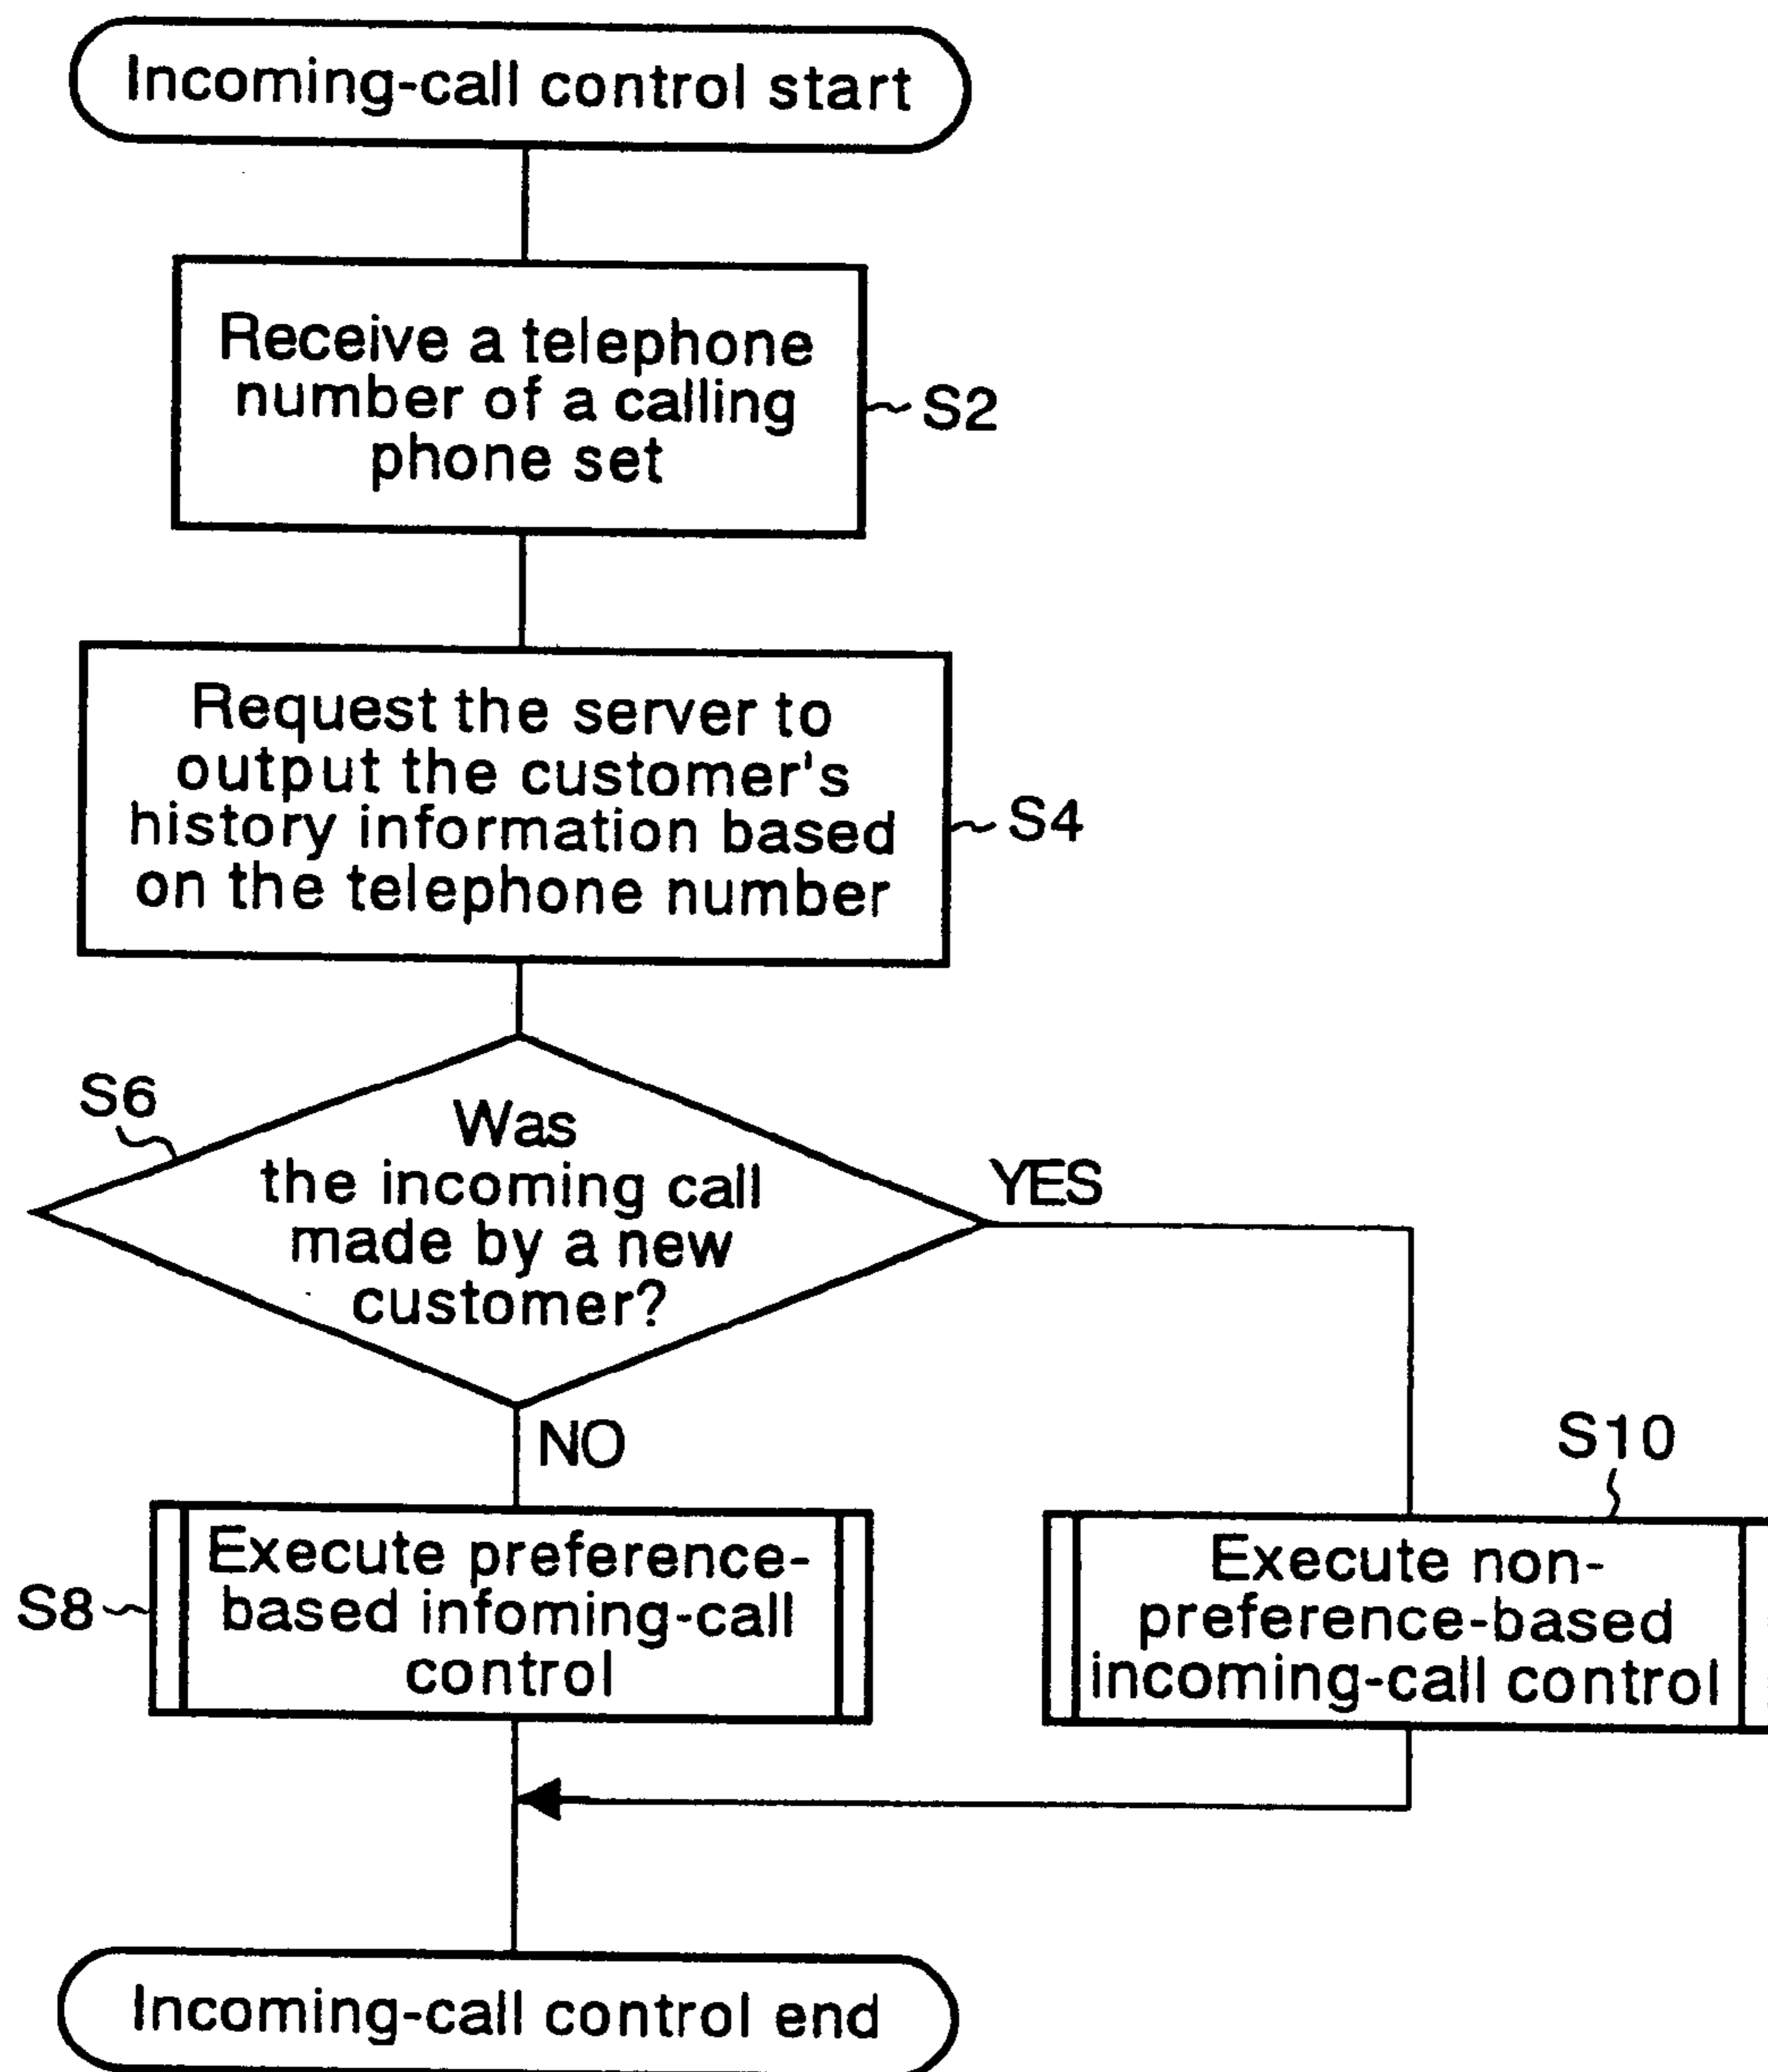 Incoming-call control start
Receive a telephone
number of a calling
phone set
S2
Request the server to
output the customer's
history information based
on the telephone number
S4
S6
Was
the incoming call
made by a new
customer?
YES
NO
S8
Execute preference-
based infoming-call
control
S10
Execute non-
preference-based
incoming-call control
Incoming-call control end